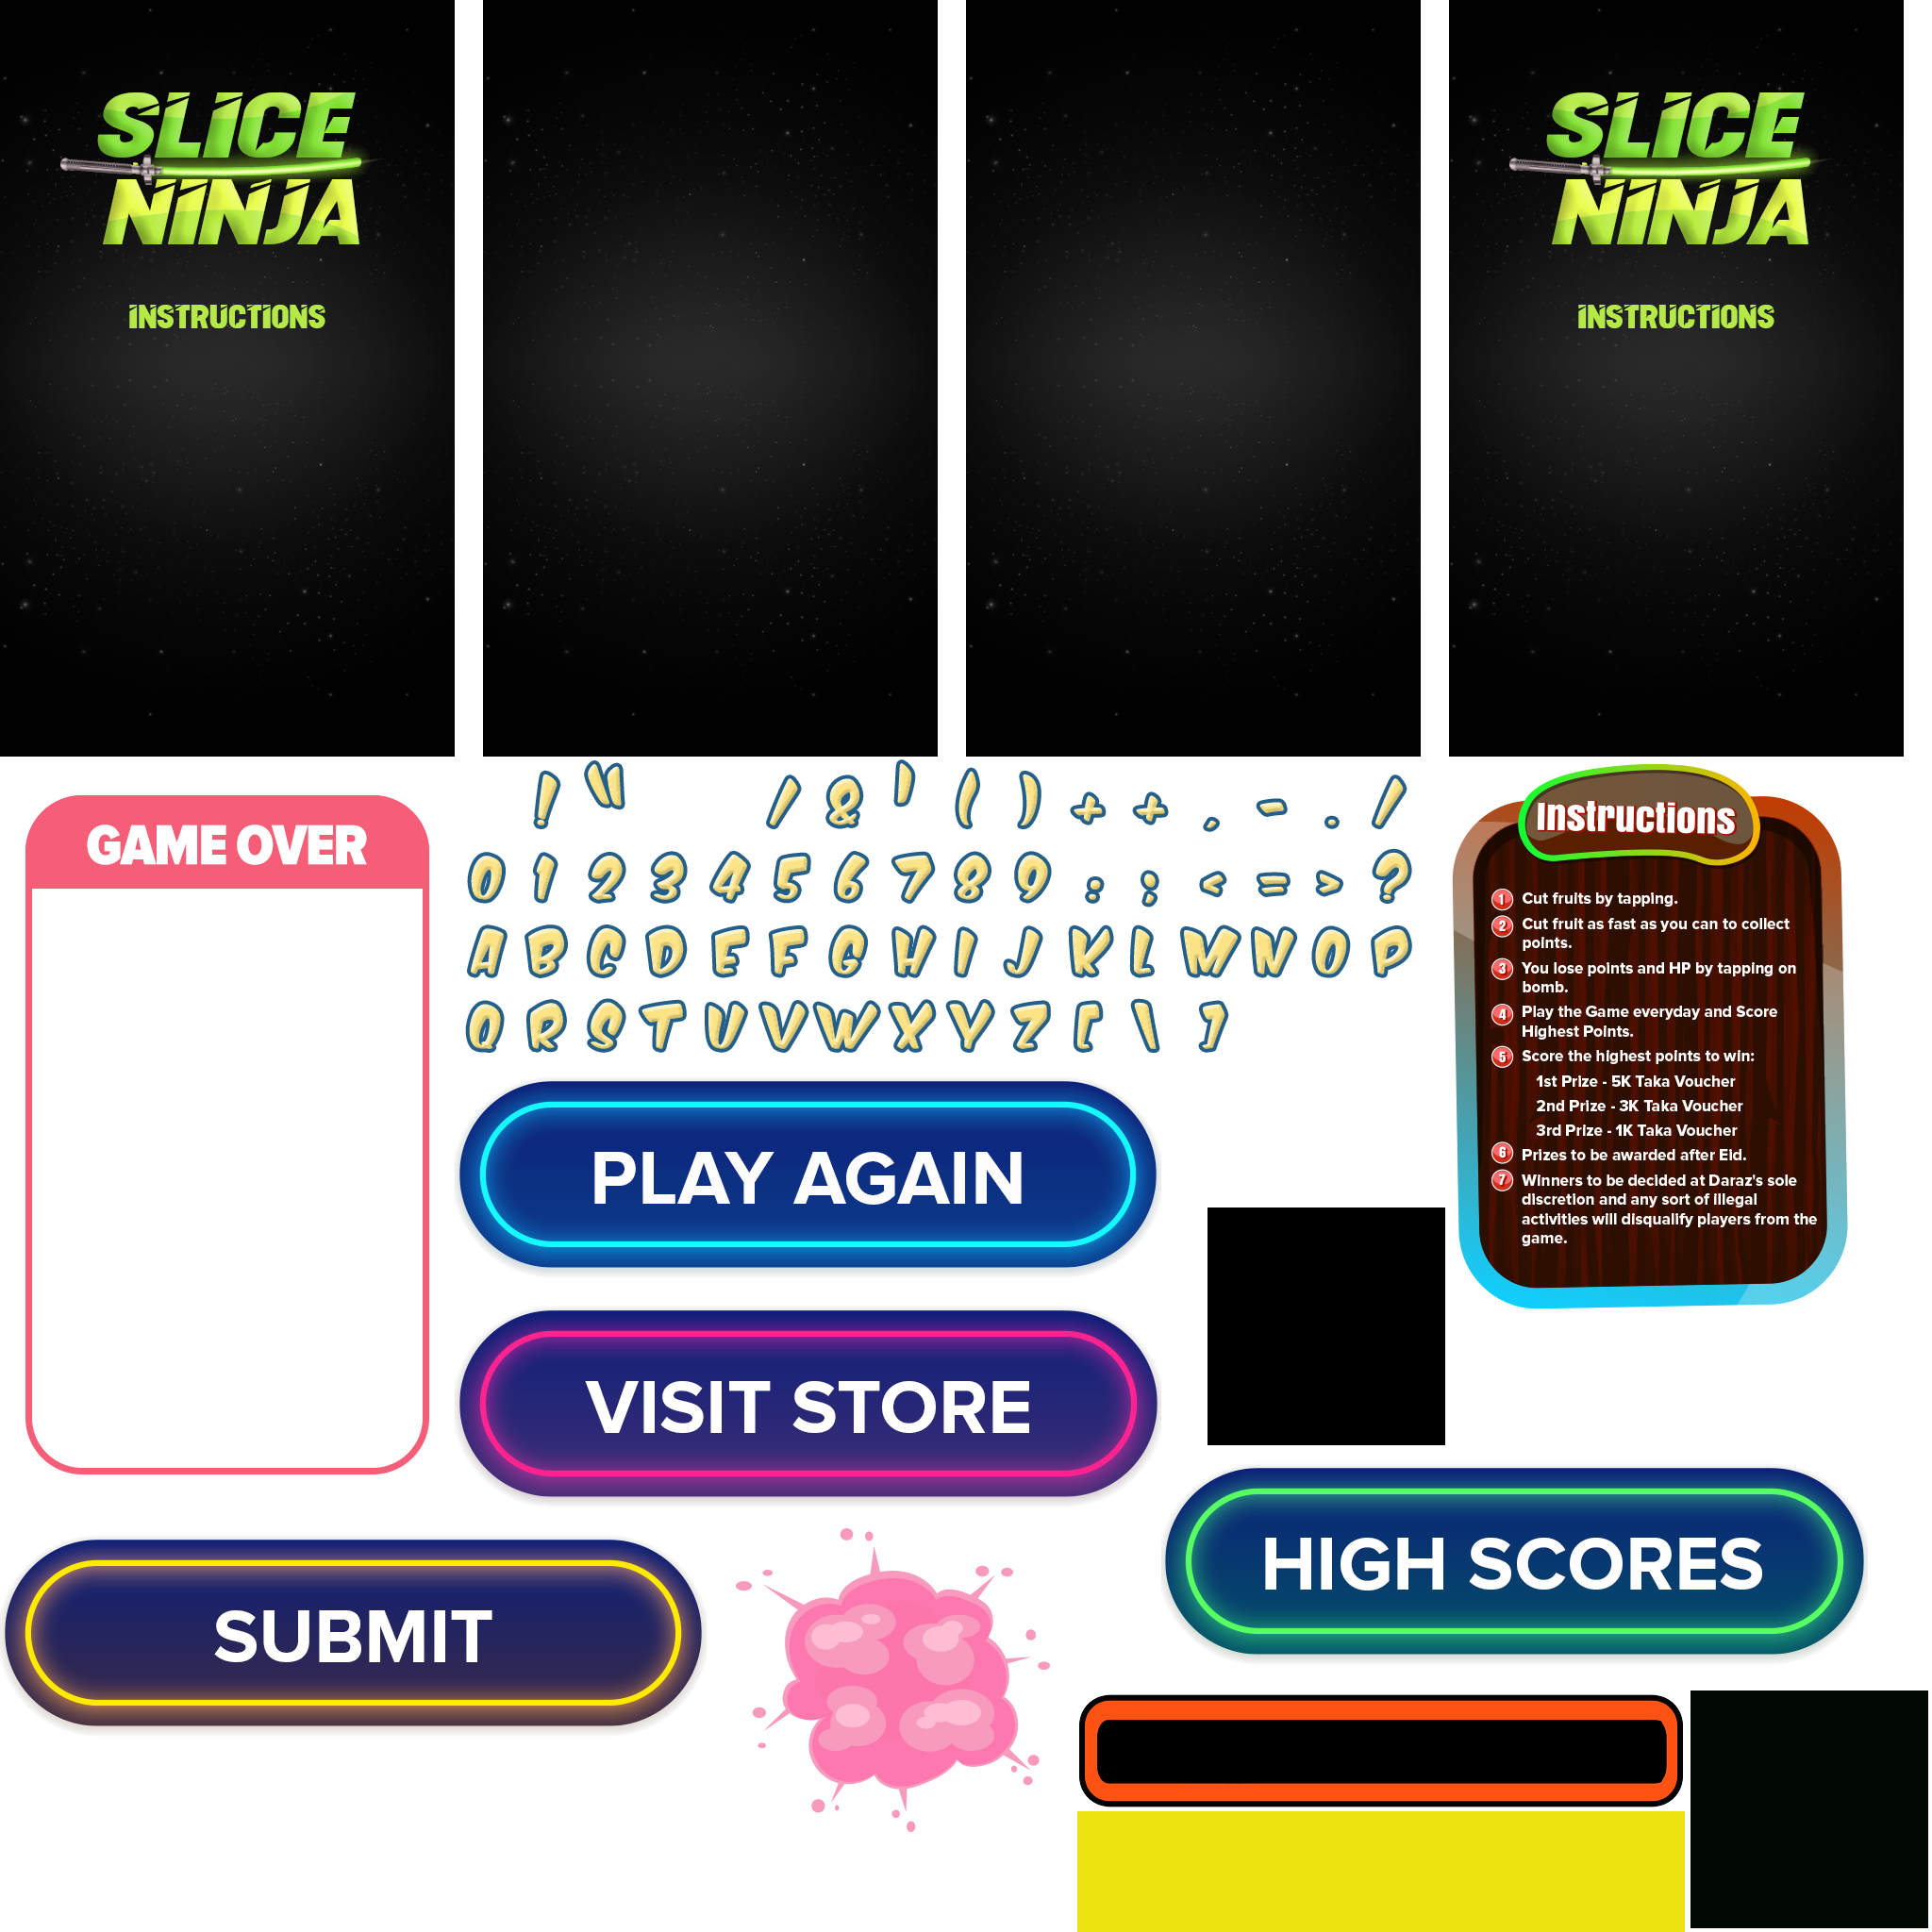 SLICE
NINJA
INSTRUCTIONS
SLICE
NINJA
INSTRUCTIONS
GAME OVER
! " / & ' ( ) + + , - . /
0 1 2 3 4 5 6 7 8 9 : ; < = > ?
A B C D E F G H I J K L M N O P
Q R S T U V W X Y Z [ \ ]
Instructions
1 Cut fruits by tapping.
2 Cut fruit as fast as you can to collect
points.
3 You lose points and HP by tapping on
bomb.
4 Play the Game everyday and Score
Highest Points.
5 Score the highest points to win:
1st Prize - 5K Taka Voucher
2nd Prize - 3K Taka Voucher
3rd Prize - 1K Taka Voucher
6 Prizes to be awarded after Eid.
7 Winners to be decided at Daraz's sole
discretion and any sort of illegal
activities will disqualify players from the
game.
PLAY AGAIN
VISIT STORE
HIGH SCORES
SUBMIT